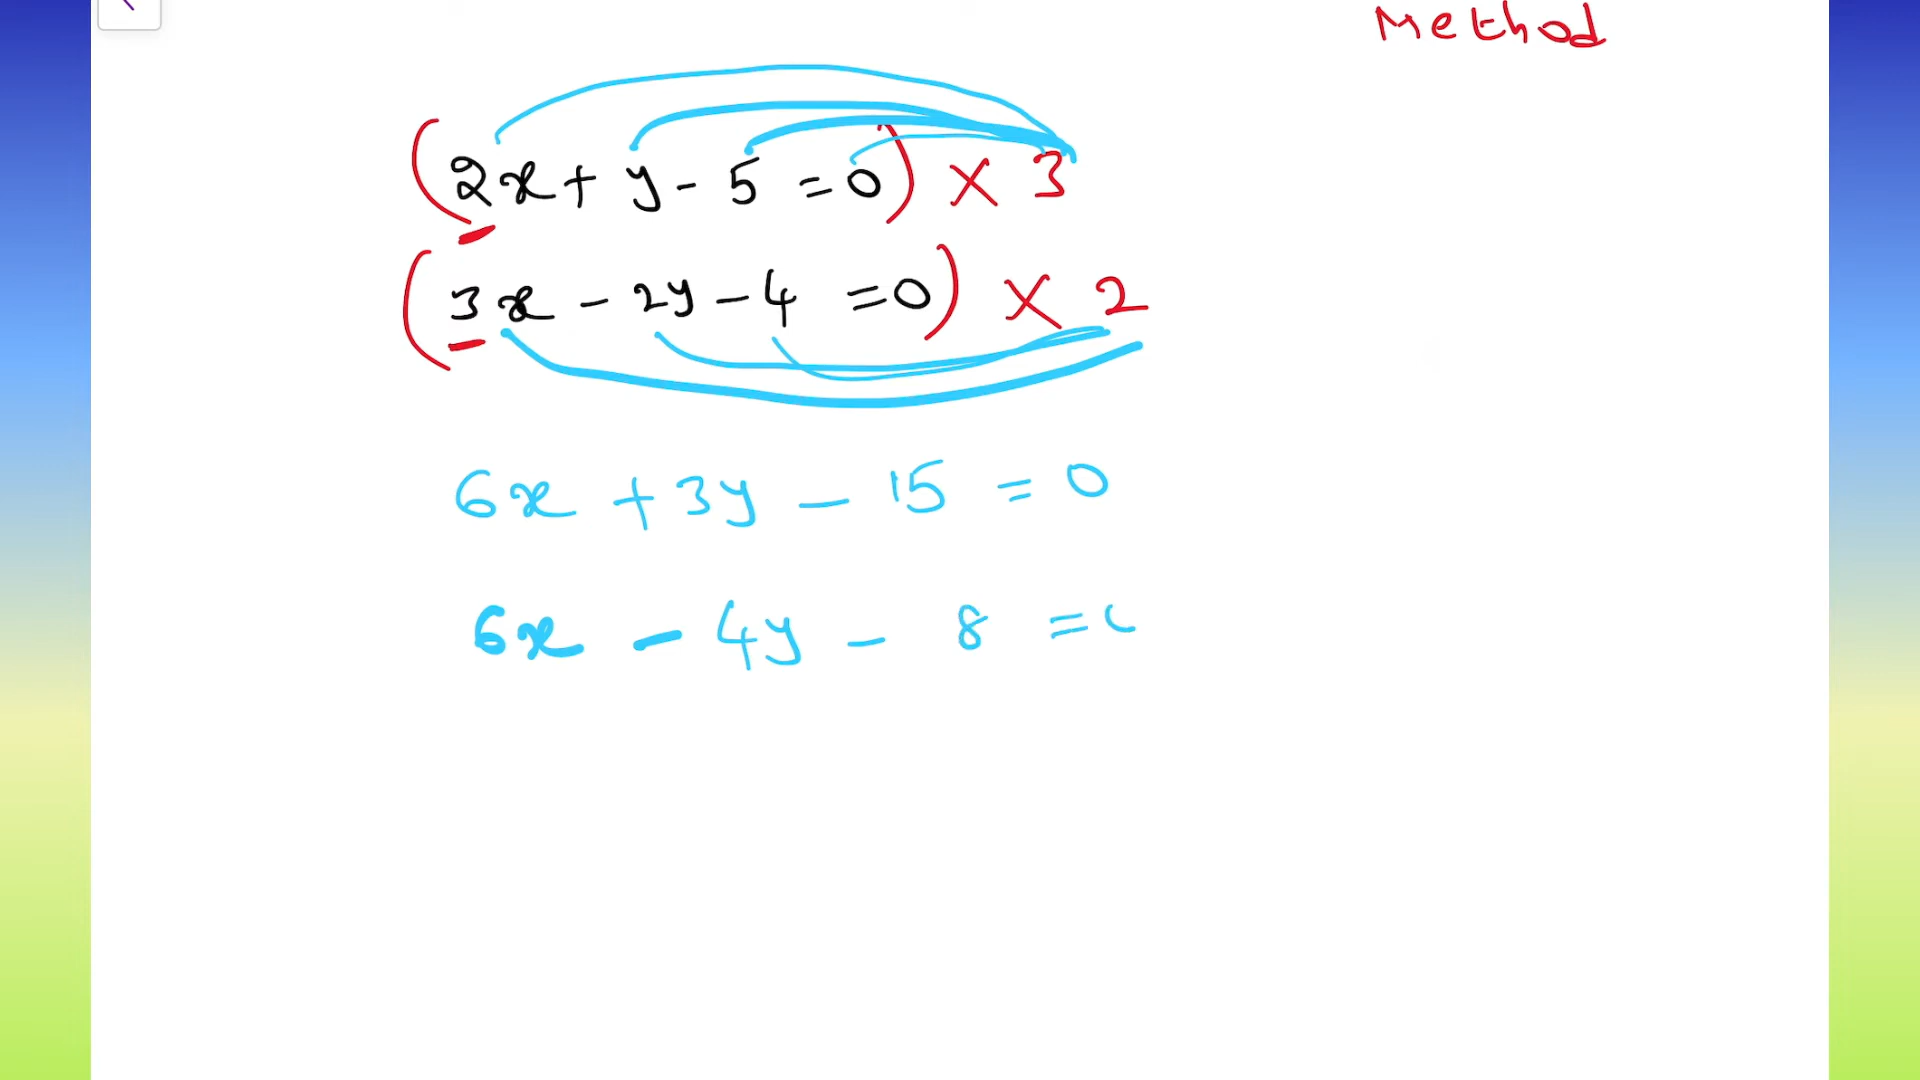 Method
(2x + y - 5 = 0) × 3
(3x - 2y - 4 = 0) × 2
6x + 3y - 15 = 0
6x - 4y - 8 =